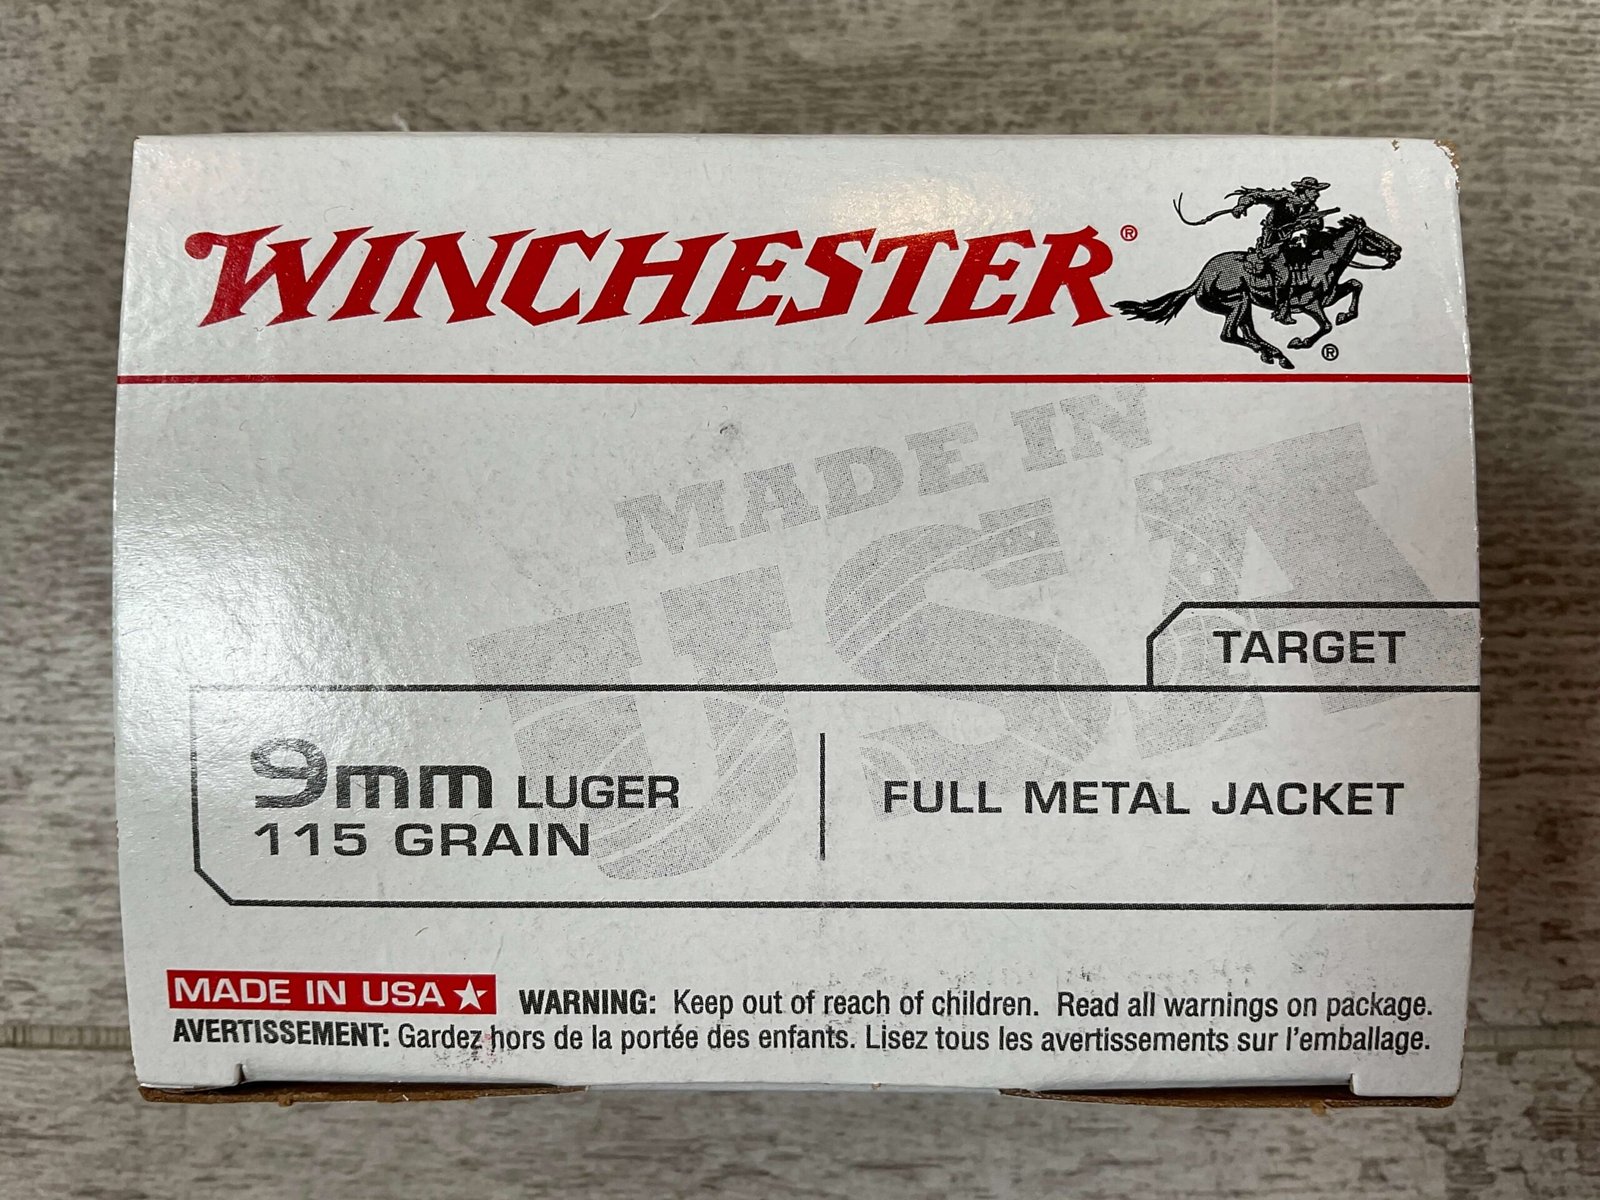 WINCHESTER®
®
MADE IN
USA
TARGET
9mm LUGER
115 GRAIN
FULL METAL JACKET
MADE IN USA★
WARNING: Keep out of reach of children. Read all warnings on package.
AVERTISSEMENT: Gardez hors de la portée des enfants. Lisez tous les avertissements sur l'emballage.